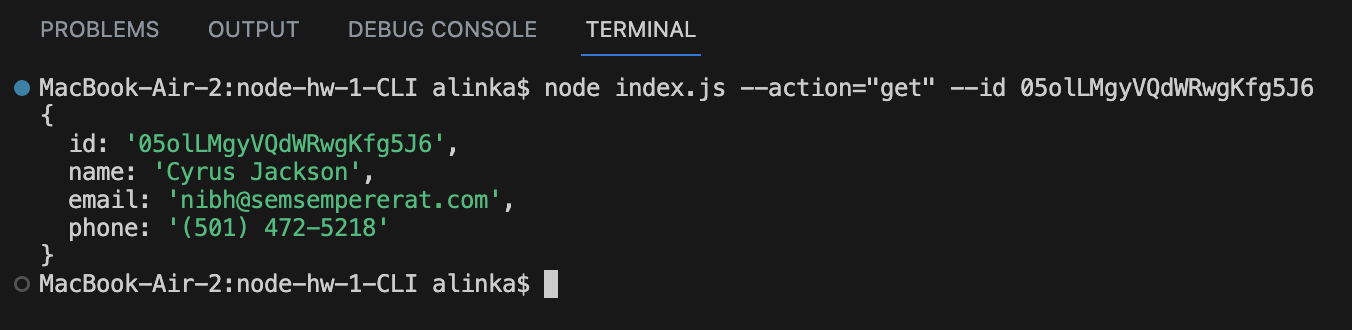 PROBLEMS OUTPUT DEBUG CONSOLE TERMINAL
MacBook-Air-2:node-hw-1-CLI alinka$ node index.js --action="get" --id 05olLMgyVQdWRwgKfg5J6
{
  id: '05olLMgyVQdWRwgKfg5J6',
  name: 'Cyrus Jackson',
  email: 'nibh@semsempererat.com',
  phone: '(501) 472-5218'
}
MacBook-Air-2:node-hw-1-CLI alinka$